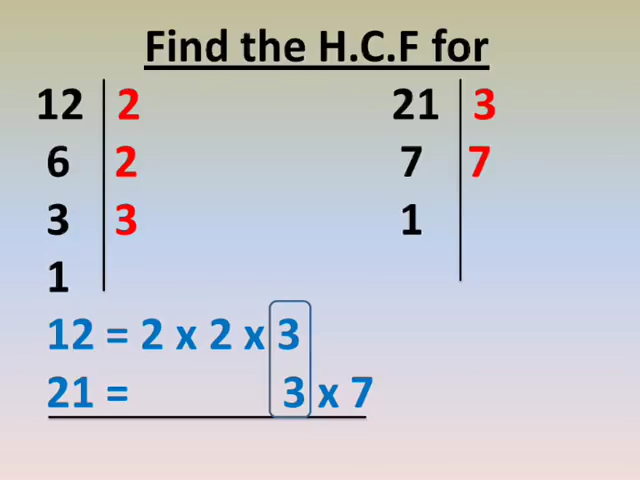 Find the H.C.F for
12 2
6 2
3 3
1
21 3
7 7
1
12 = 2 x 2 x 3
21 = 3 x 7